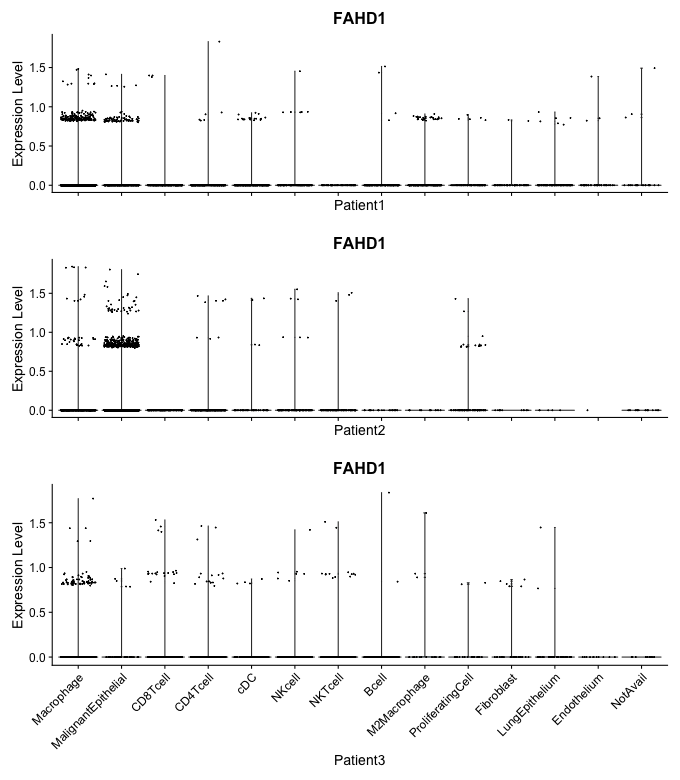 FAHD1
Expression Level
1.5
1.0
0.5
0.0
Patient1
FAHD1
Expression Level
1.5
1.0
0.5
0.0
Patient2
FAHD1
Expression Level
1.5
1.0
0.5
0.0
Macrophage
MalignantEpithelial
CD8Tcell
CD4Tcell
cDC
NKcell
NKTcell
Bcell
M2Macrophage
ProliferatingCell
Fibroblast
LungEpithelium
Endothelium
NotAvail
Patient3